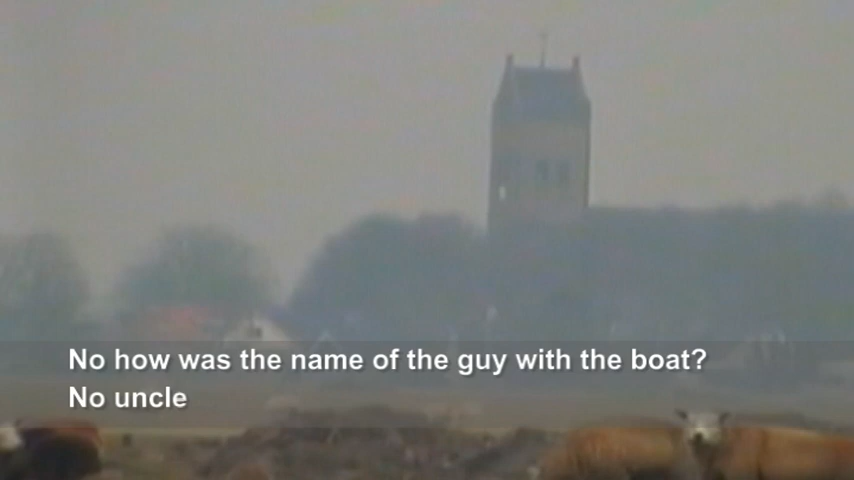 No how was the name of the guy with the boat?
No uncle